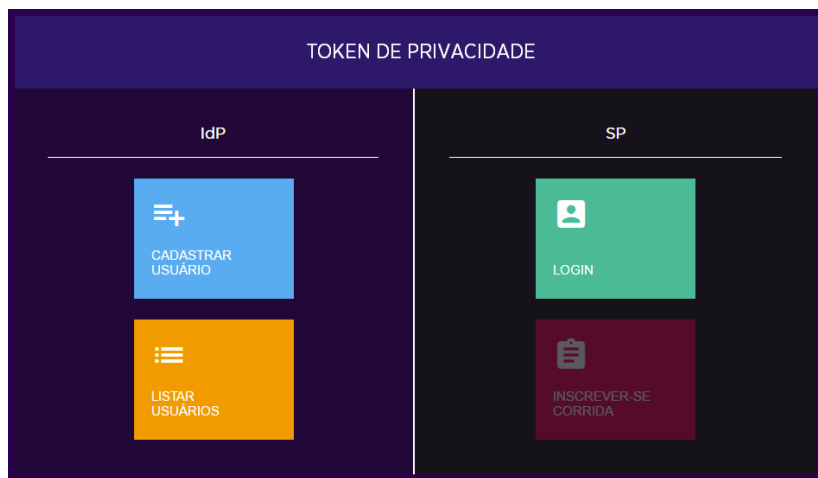 TOKEN DE PRIVACIDADE
IdP
CADASTRAR
USUÁRIO
LISTAR
USUÁRIOS
SP
LOGIN
INSCREVER-SE
CORRIDA